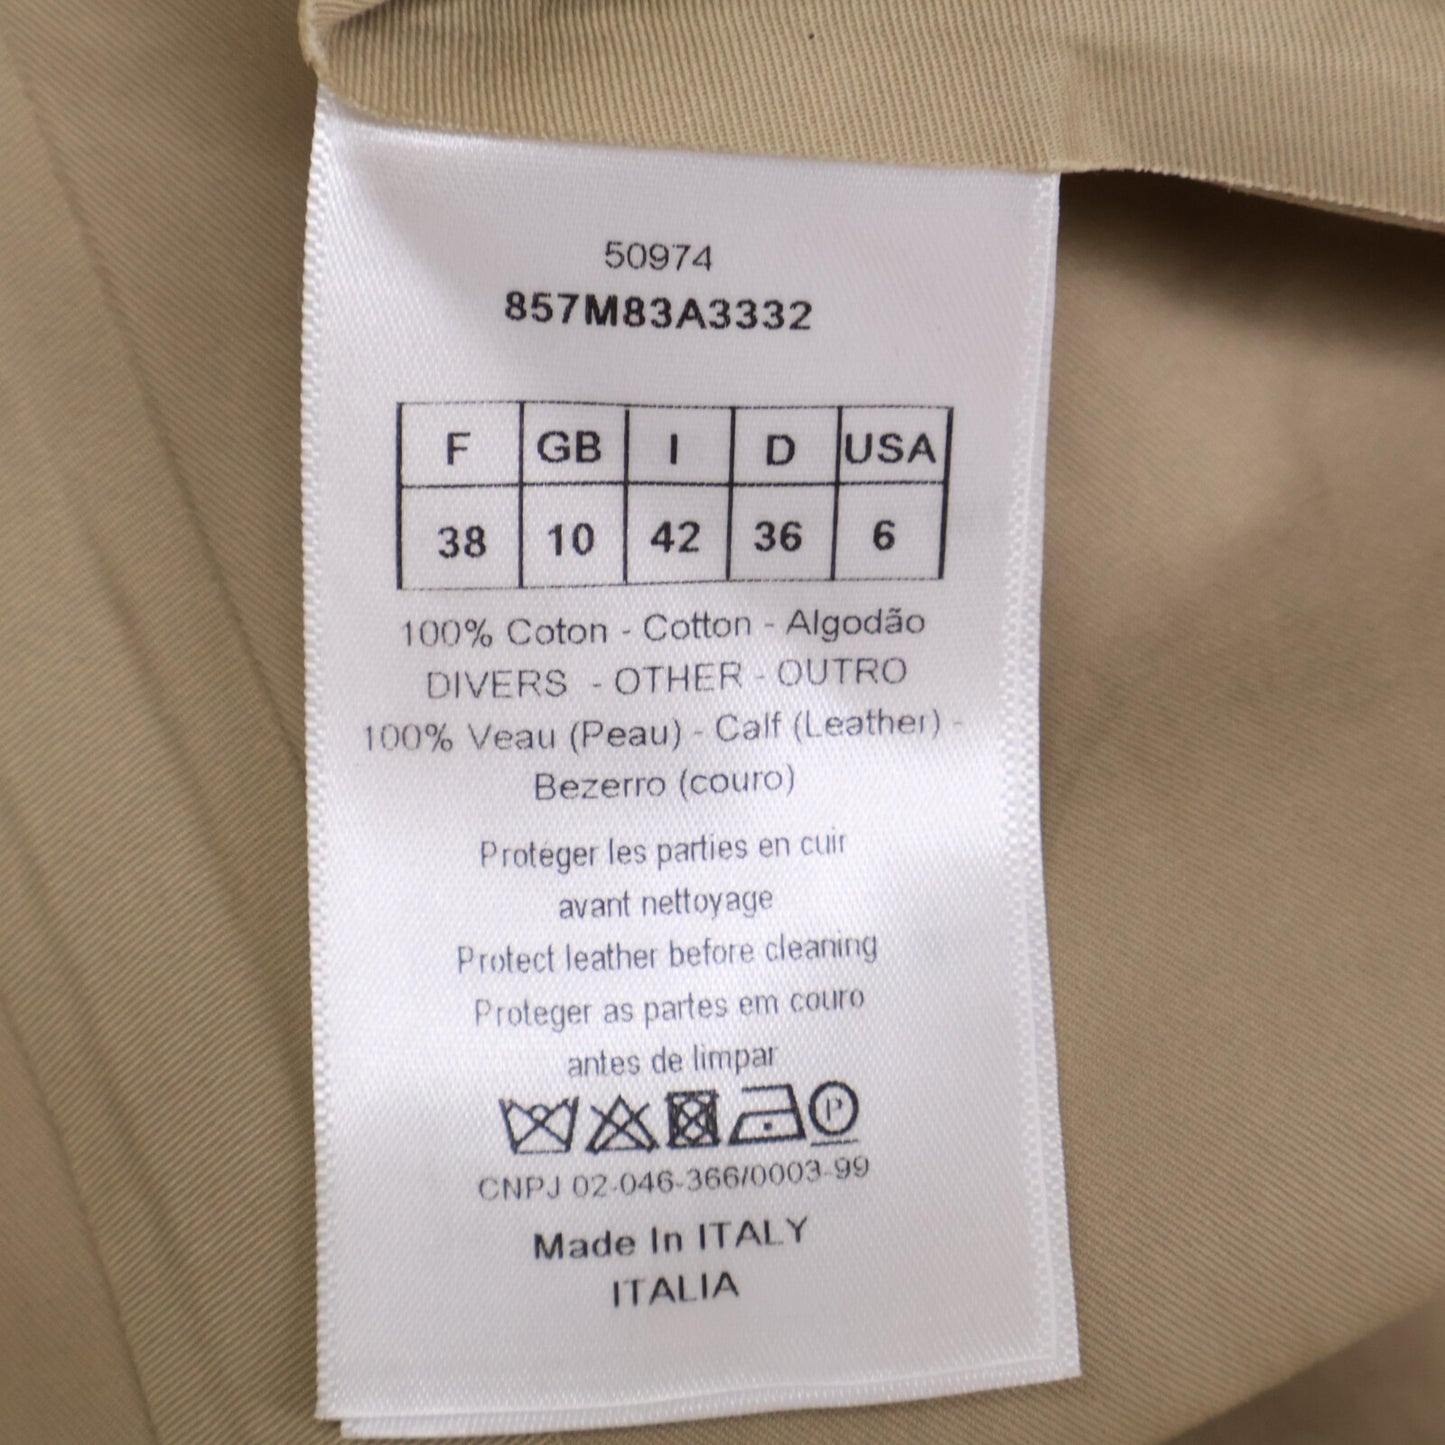 50974
857M83A3332
F GB I D USA
38 10 42 36 6
100% Coton - Cotton - Algodão
DIVERS - OTHER - OUTRO
100% Veau (Peau) - Calf (Leather) -
Bezerro (couro)
Protéger les parties en cuir
avant nettoyage
Protect leather before cleaning
Proteger as partes em couro
antes de limpar
P
CNPJ 02-046-366/0003-99
Made In ITALY
ITALIA